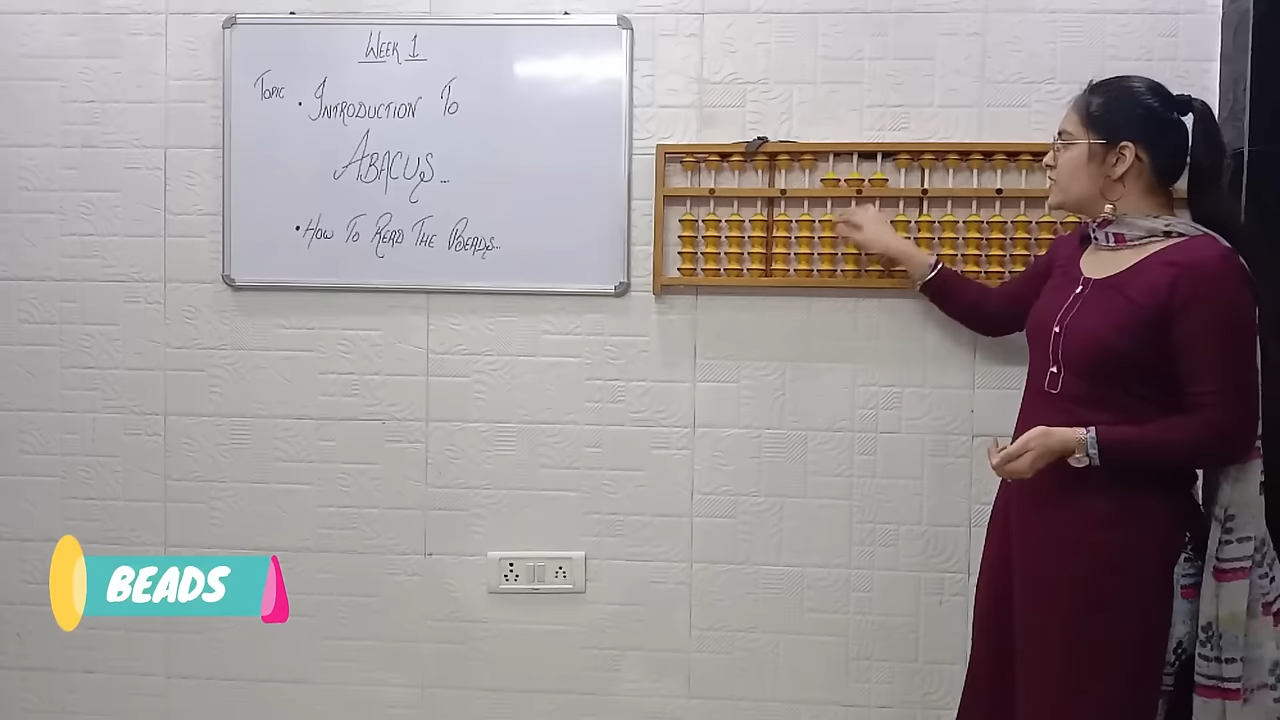 WEEK 1
TOPIC • INTRODUCTION TO
ABACUS...
• HOW TO READ THE BEADS...
BEADS